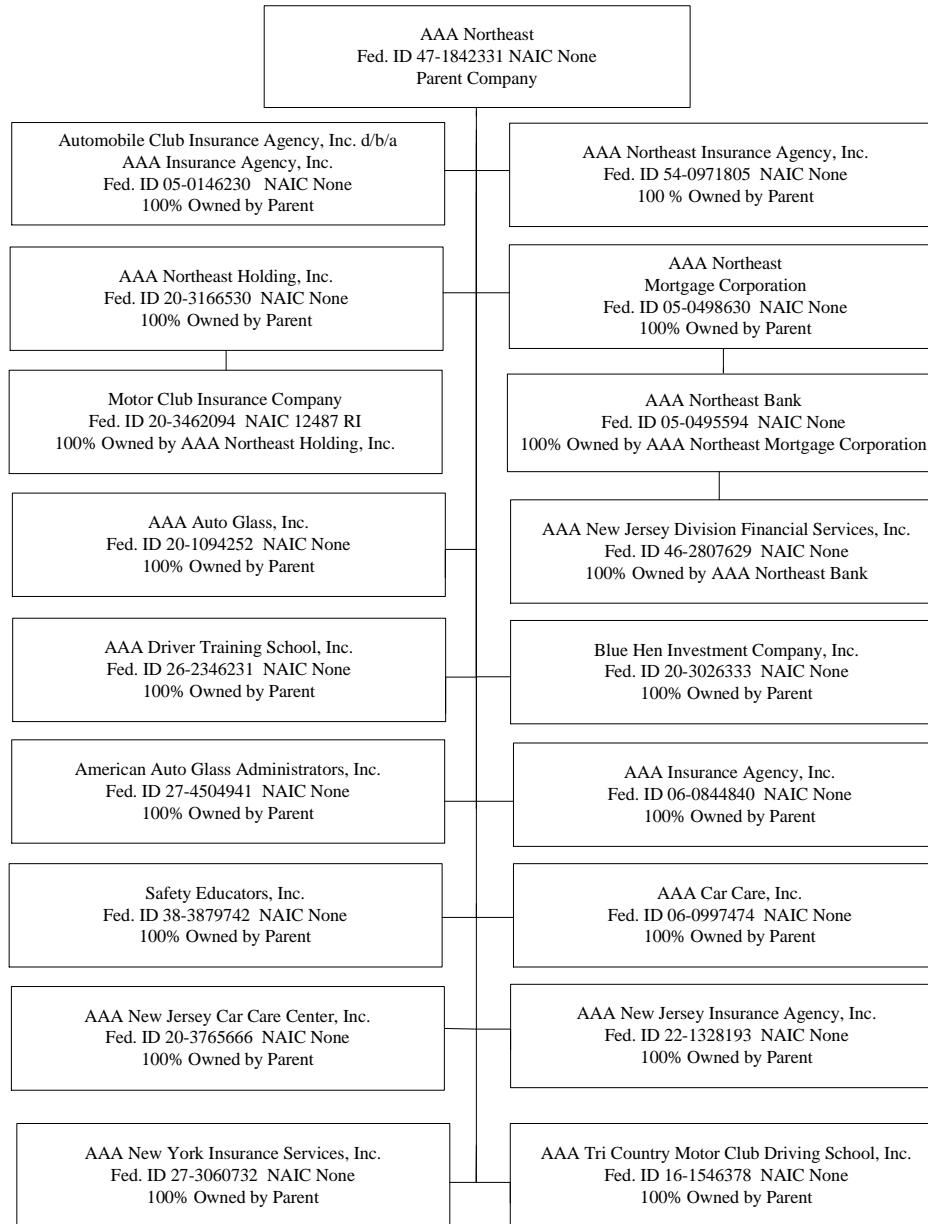 AAA Northeast
Fed. ID 47-1842331 NAIC None
Parent Company
Automobile Club Insurance Agency, Inc. d/b/a
AAA Insurance Agency, Inc.
Fed. ID 05-0146230 NAIC None
100% Owned by Parent
AAA Northeast Insurance Agency, Inc.
Fed. ID 54-0971805 NAIC None
100 % Owned by Parent
AAA Northeast Holding, Inc.
Fed. ID 20-3166530 NAIC None
100% Owned by Parent
AAA Northeast
Mortgage Corporation
Fed. ID 05-0498630 NAIC None
100% Owned by Parent
Motor Club Insurance Company
Fed. ID 20-3462094 NAIC 12487 RI
100% Owned by AAA Northeast Holding, Inc.
AAA Northeast Bank
Fed. ID 05-0495594 NAIC None
100% Owned by AAA Northeast Mortgage Corporation
AAA Auto Glass, Inc.
Fed. ID 20-1094252 NAIC None
100% Owned by Parent
AAA New Jersey Division Financial Services, Inc.
Fed. ID 46-2807629 NAIC None
100% Owned by AAA Northeast Bank
AAA Driver Training School, Inc.
Fed. ID 26-2346231 NAIC None
100% Owned by Parent
Blue Hen Investment Company, Inc.
Fed. ID 20-3026333 NAIC None
100% Owned by Parent
American Auto Glass Administrators, Inc.
Fed. ID 27-4504941 NAIC None
100% Owned by Parent
AAA Insurance Agency, Inc.
Fed. ID 06-0844840 NAIC None
100% Owned by Parent
Safety Educators, Inc.
Fed. ID 38-3879742 NAIC None
100% Owned by Parent
AAA Car Care, Inc.
Fed. ID 06-0997474 NAIC None
100% Owned by Parent
AAA New Jersey Car Care Center, Inc.
Fed. ID 20-3765666 NAIC None
100% Owned by Parent
AAA New Jersey Insurance Agency, Inc.
Fed. ID 22-1328193 NAIC None
100% Owned by Parent
AAA New York Insurance Services, Inc.
Fed. ID 27-3060732 NAIC None
100% Owned by Parent
AAA Tri Country Motor Club Driving School, Inc.
Fed. ID 16-1546378 NAIC None
100% Owned by Parent